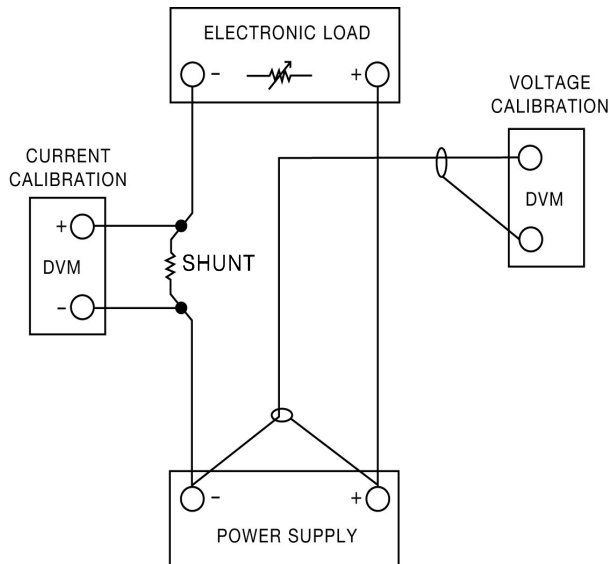 ELECTRONIC LOAD
- +
VOLTAGE
CALIBRATION
DVM
CURRENT
CALIBRATION
+
DVM
-
SHUNT
- +
POWER SUPPLY